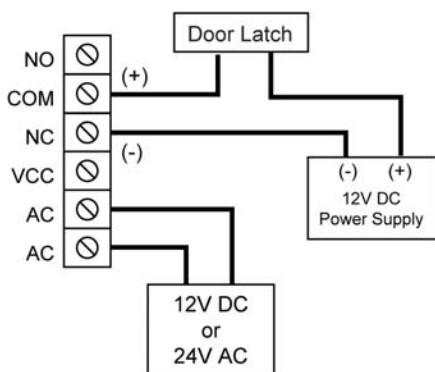 Door Latch
NO
COM
(+)
NC
(-)
VCC
AC
AC
(-) (+)
12V DC
Power Supply
12V DC
or
24V AC